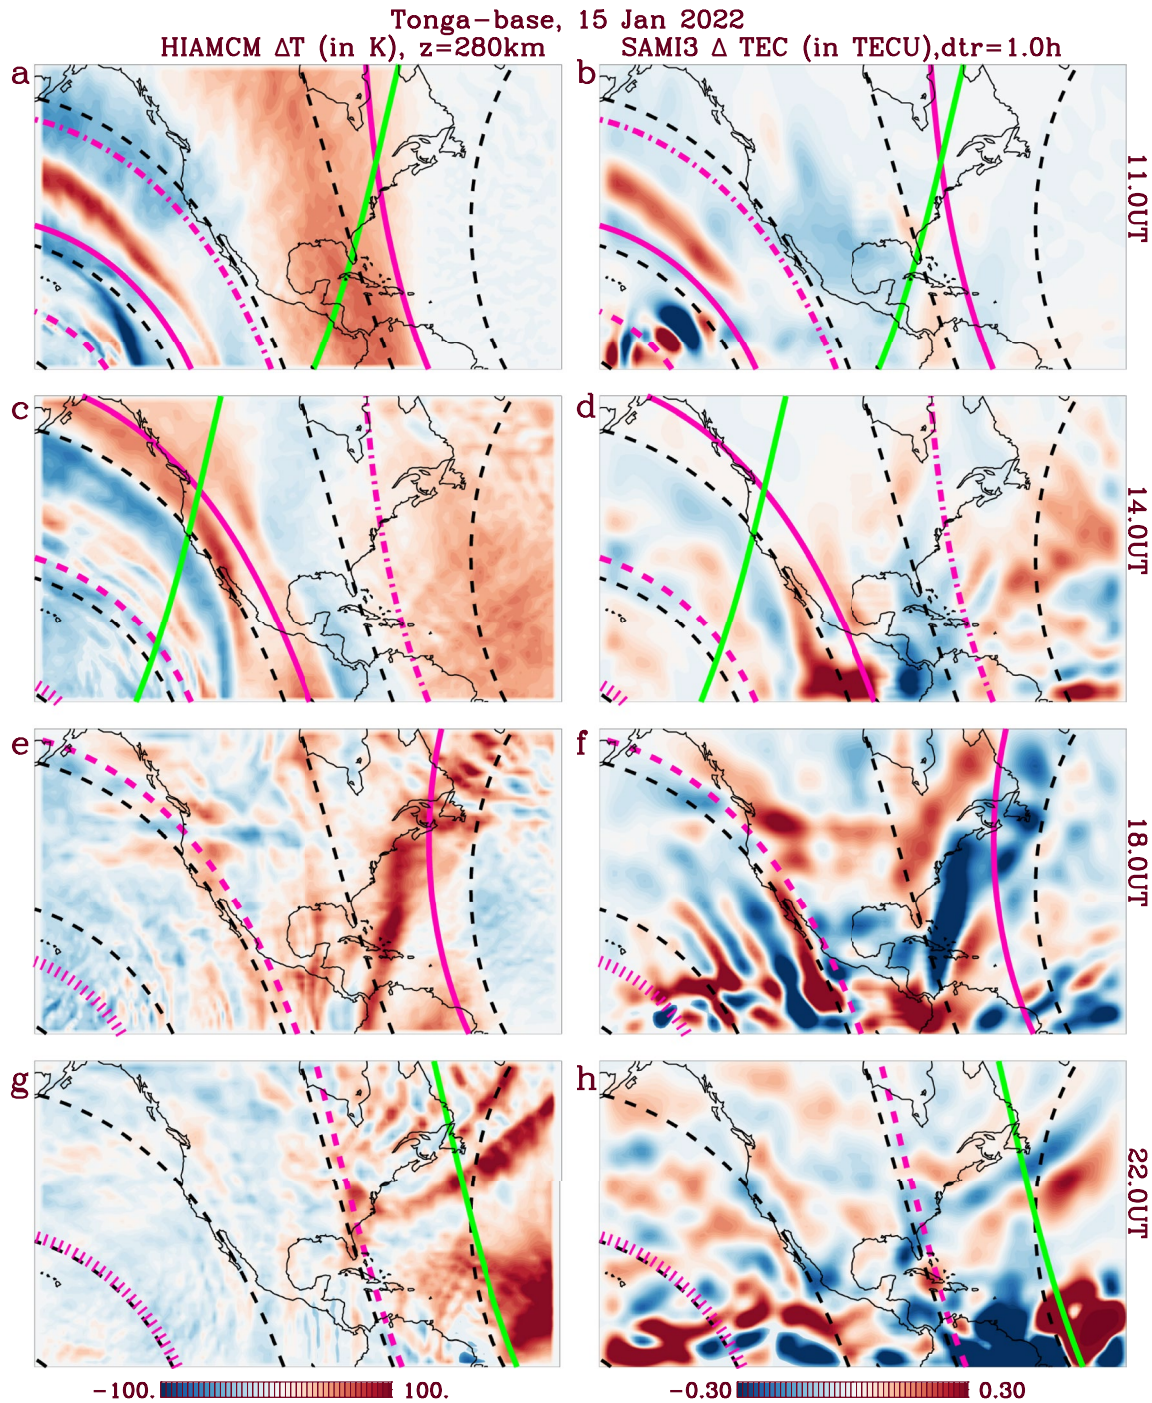 Tonga-base, 15 Jan 2022
HIAMCM ΔT (in K), z=280km
SAMI3 Δ TEC (in TECU),dtr=1.0h
a
b
11.0UT
c
d
14.0UT
e
f
18.0UT
g
h
22.0UT
-100. 100.
-0.30 0.30